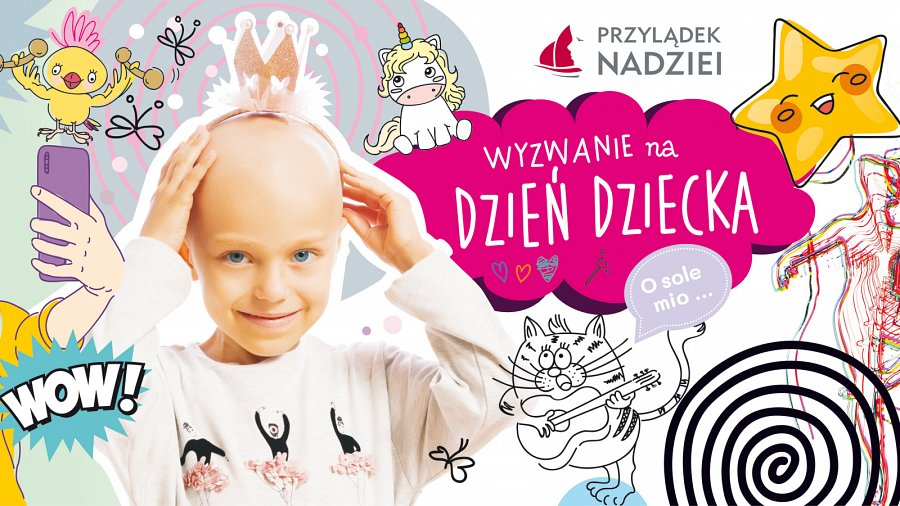 PRZYLĄDEK
NADZIEI
WYZWANIE na
DZIEŃ DZIECKA
O sole
mio ...
WOW!